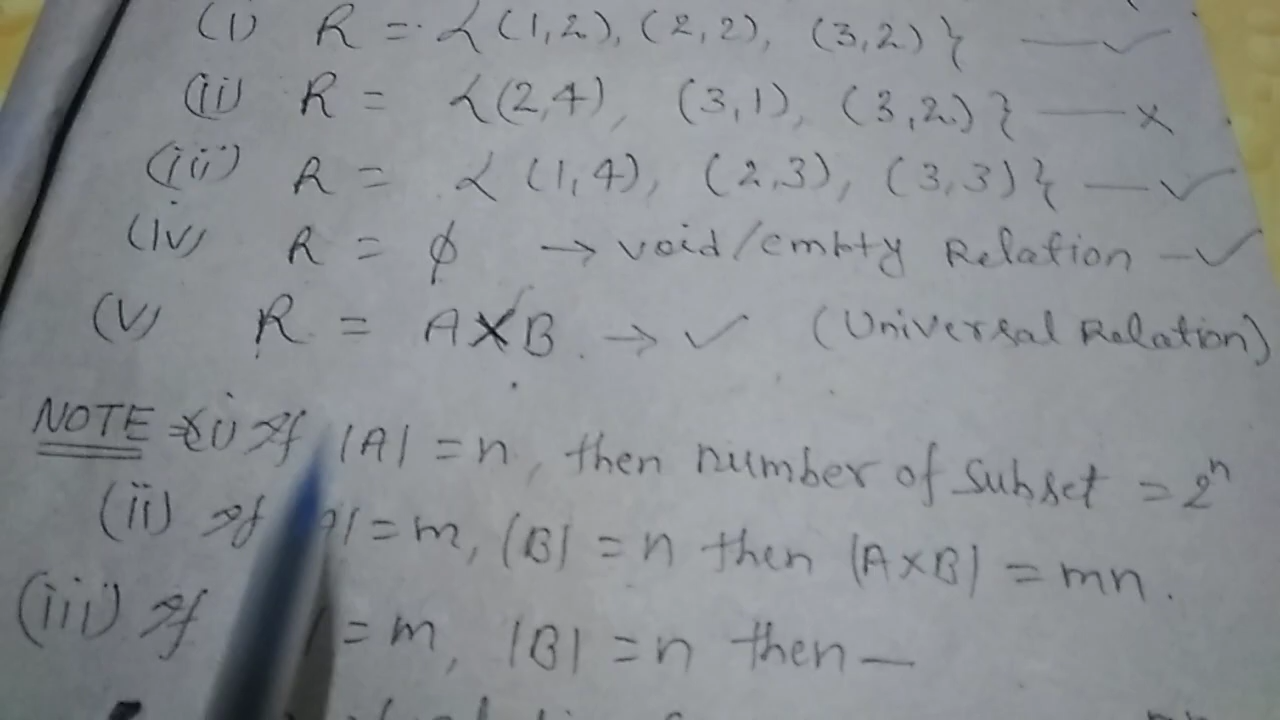 (i) R = {(1,2), (2,2), (3,2)} — ✓
(ii) R = {(2,4), (3,1), (3,2)} — ×
(iii) R = {(1,4), (2,3), (3,3)} — ✓
(iv) R = ϕ → void/empty Relation — ✓
(v) R = A×B. → ✓ (Universal Relation)
NOTE (i) If |A| = n, then number of subset = 2ⁿ
(ii) If = m, |B| = n then |A×B| = mn.
(iii) If = m, |B| = n then —